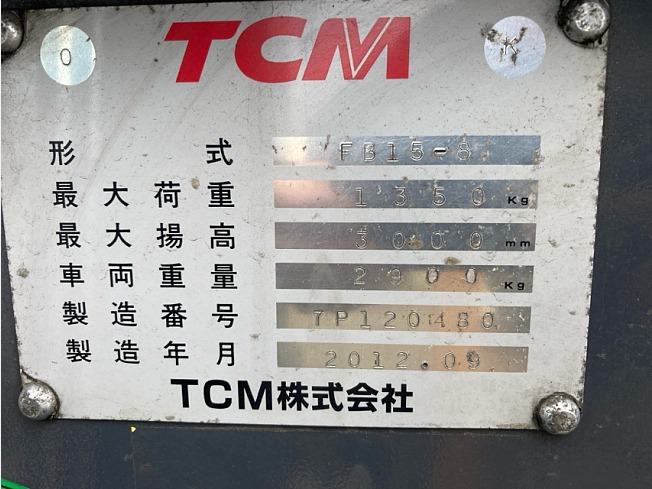 0 TCM K
形式 FB15-8
最大荷重 1350 Kg
最大揚高 3000 mm
車両重量 2900 Kg
製造番号 7P120480
製造年月 2012.09
TCM株式会社